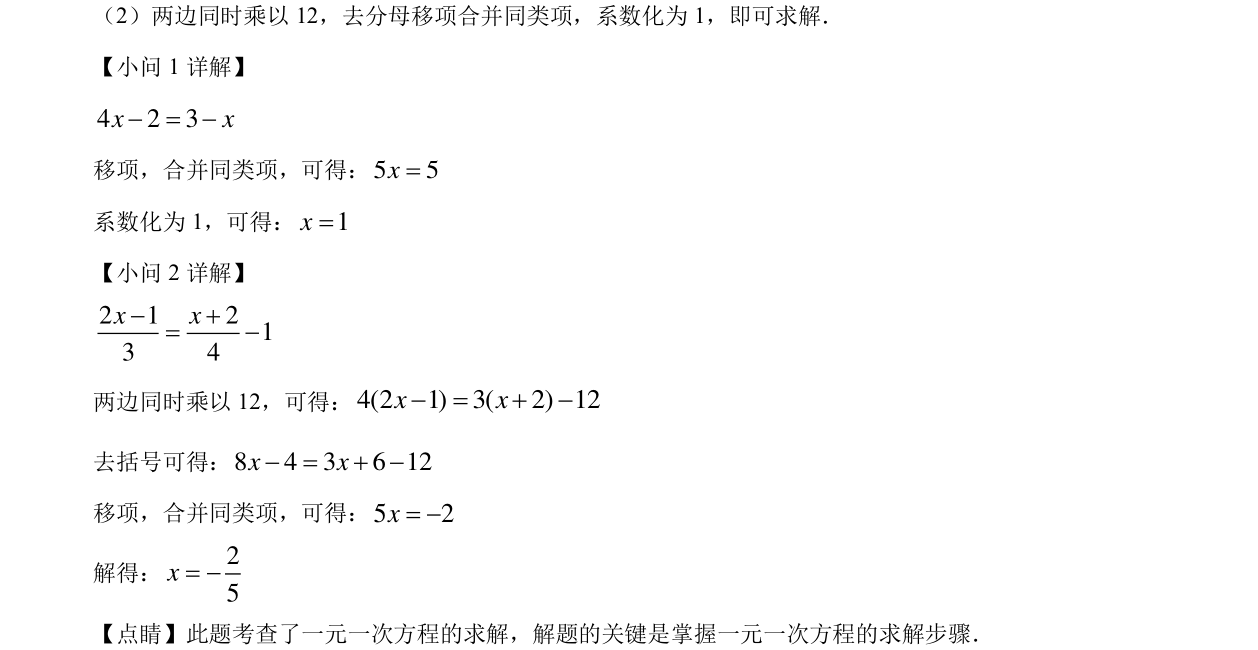 （2）两边同时乘以 12，去分母移项合并同类项，系数化为 1，即可求解．
【小问 1 详解】
4x−2=3−x
移项，合并同类项，可得：5x=5
系数化为 1，可得：x=1
【小问 2 详解】
\frac{2x−1}{3}=\frac{x+2}{4}−1
两边同时乘以 12，可得：4(2x−1)=3(x+2)−12
去括号可得：8x−4=3x+6−12
移项，合并同类项，可得：5x=−2
解得：x=−\frac{2}{5}
【点睛】此题考查了一元一次方程的求解，解题的关键是掌握一元一次方程的求解步骤．